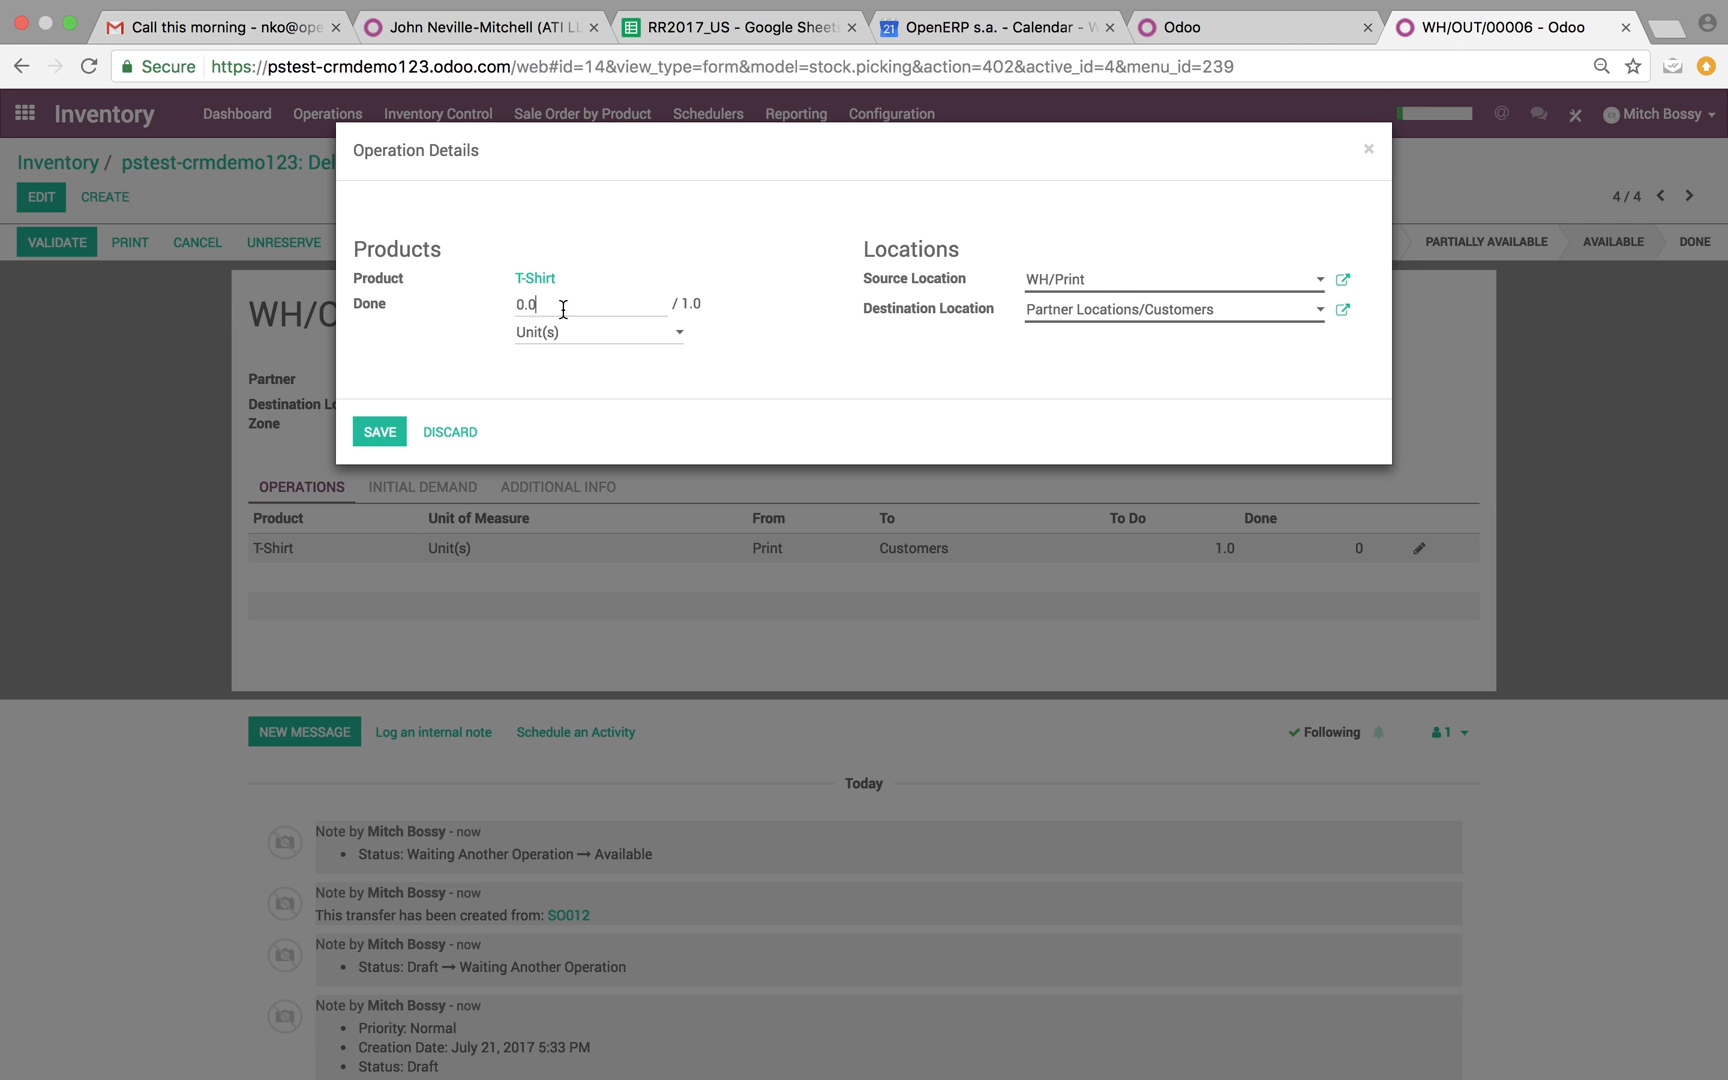 Call this morning - nko@ope
John Neville-Mitchell (ATI LL
RR2017_US - Google Sheets
OpenERP s.a. - Calendar - W
Odoo
WH/OUT/00006 - Odoo
Secure
https://pstest-crmdemo123.odoo.com/web#id=14&view_type=form&model=stock.picking&action=402&active_id=4&menu_id=239
Inventory
Dashboard
Operations
Inventory Control
Sale Order by Product
Schedulers
Reporting
Configuration
@
Mitch Bossy
Operation Details
×
Inventory / pstest-crmdemo123: Del
EDIT
CREATE
4 / 4
VALIDATE
PRINT
CANCEL
UNRESERVE
PARTIALLY AVAILABLE
AVAILABLE
DONE
Products
Locations
Product
T-Shirt
Source Location
WH/Print
Done
0.0
/ 1.0
Destination Location
Partner Locations/Customers
Unit(s)
WH/O
Partner
Destination Lo
Zone
SAVE
DISCARD
OPERATIONS
INITIAL DEMAND
ADDITIONAL INFO
Product
Unit of Measure
From
To
To Do
Done
T-Shirt
Unit(s)
Print
Customers
1.0
0
NEW MESSAGE
Log an internal note
Schedule an Activity
Following
1
Today
Note by Mitch Bossy - now
• Status: Waiting Another Operation → Available
Note by Mitch Bossy - now
This transfer has been created from: SO012
Note by Mitch Bossy - now
• Status: Draft → Waiting Another Operation
Note by Mitch Bossy - now
• Priority: Normal
• Creation Date: July 21, 2017 5:33 PM
• Status: Draft